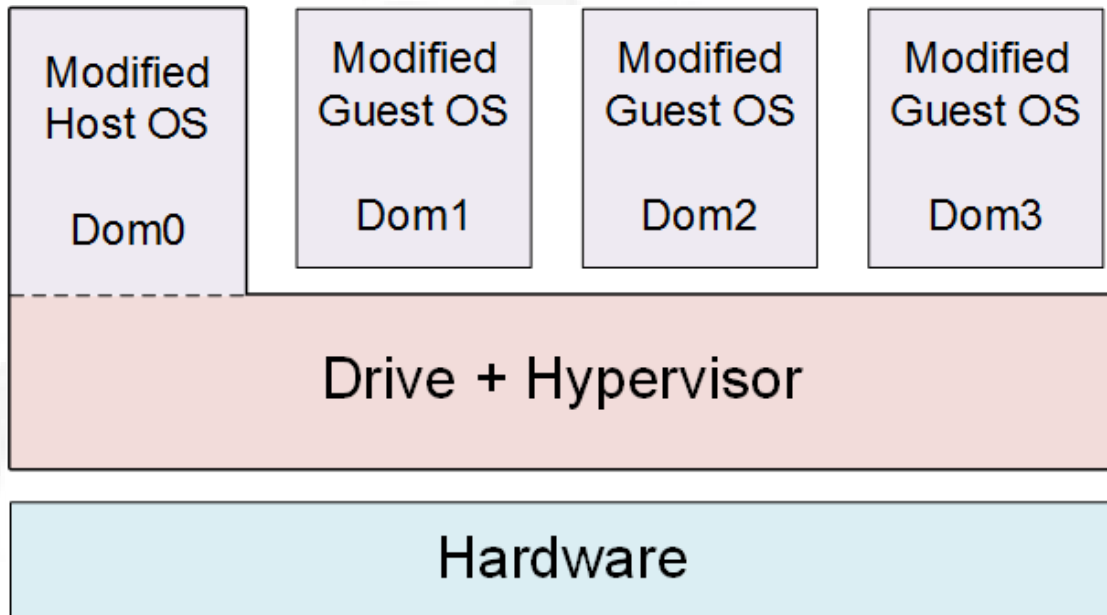 Modified
Host OS
Dom0
Modified
Guest OS
Dom1
Modified
Guest OS
Dom2
Modified
Guest OS
Dom3
Drive + Hypervisor
Hardware